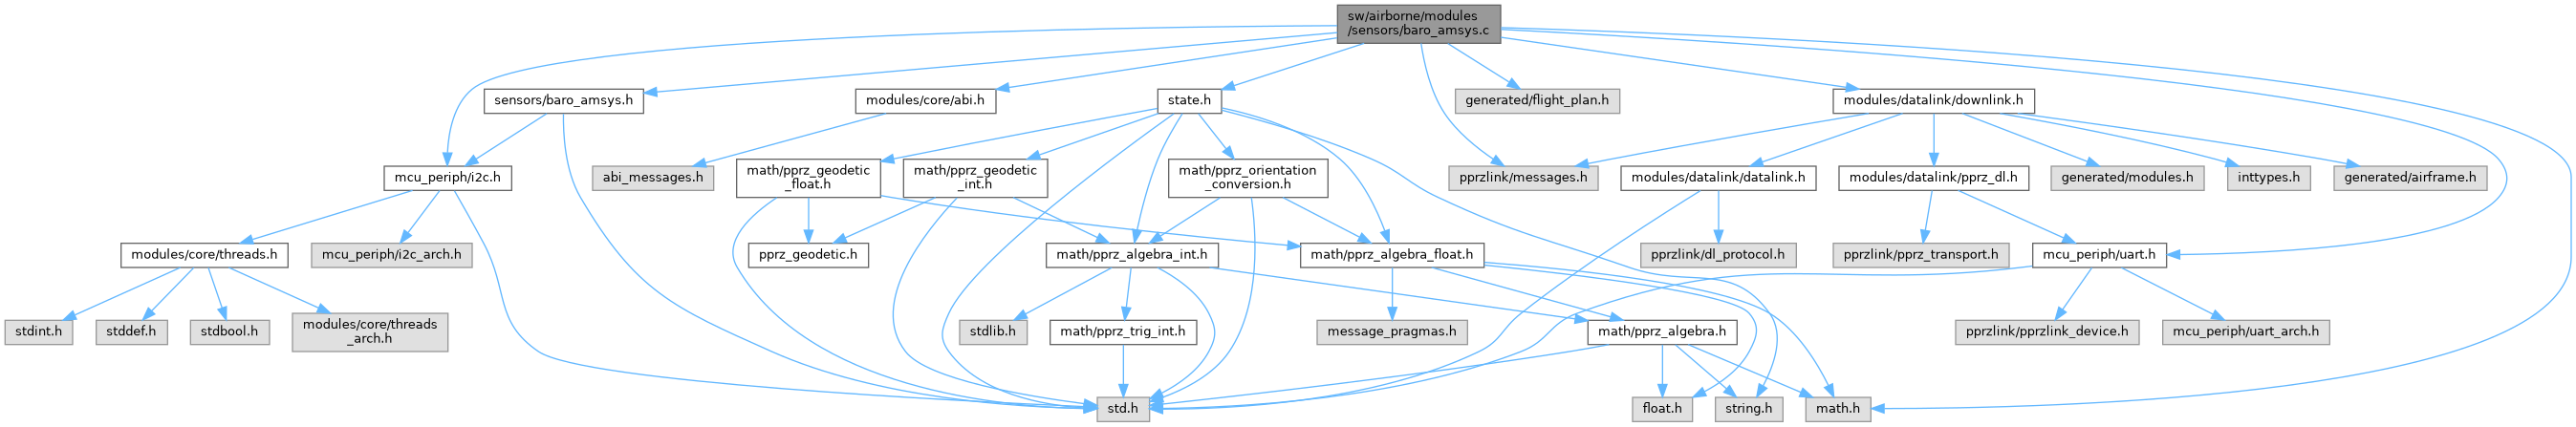 sw/airborne/modules
/sensors/baro_amsys.c
sensors/baro_amsys.h
modules/core/abi.h
state.h
generated/flight_plan.h
modules/datalink/downlink.h
mcu_periph/i2c.h
abi_messages.h
math/pprz_geodetic
_float.h
math/pprz_geodetic
_int.h
math/pprz_orientation
_conversion.h
pprzlink/messages.h
modules/datalink/datalink.h
modules/datalink/pprz_dl.h
generated/modules.h
inttypes.h
generated/airframe.h
modules/core/threads.h
mcu_periph/i2c_arch.h
pprz_geodetic.h
math/pprz_algebra_int.h
math/pprz_algebra_float.h
pprzlink/dl_protocol.h
pprzlink/pprz_transport.h
mcu_periph/uart.h
stdint.h
stddef.h
stdbool.h
modules/core/threads
_arch.h
stdlib.h
math/pprz_trig_int.h
message_pragmas.h
math/pprz_algebra.h
pprzlink/pprzlink_device.h
mcu_periph/uart_arch.h
std.h
float.h
string.h
math.h